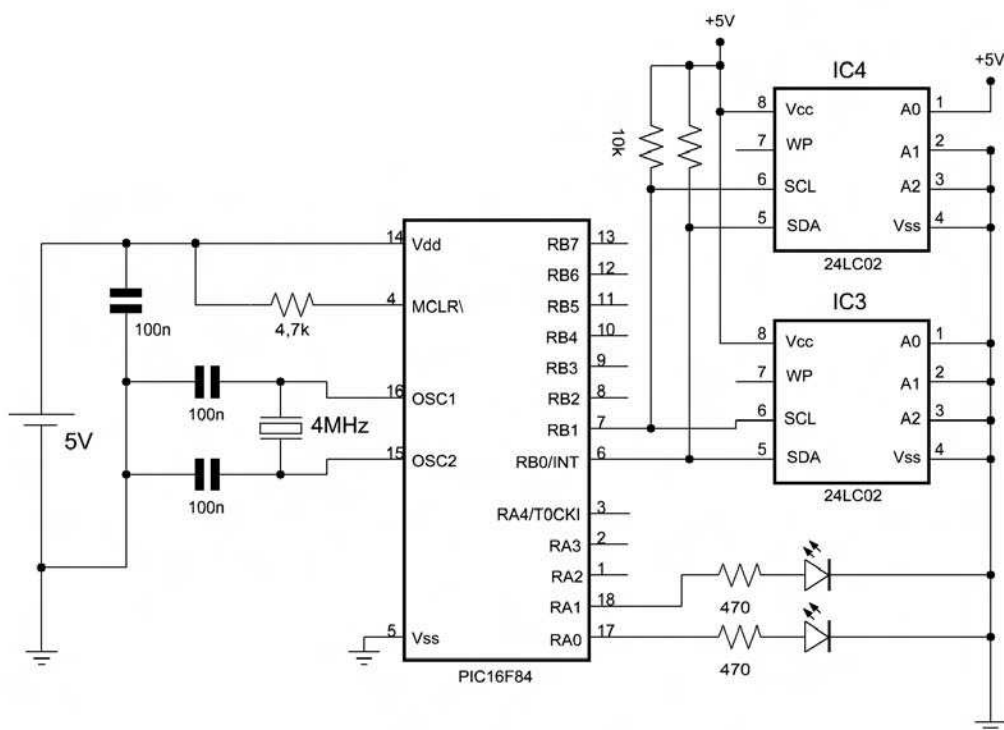 +5V
+5V
IC4
10k
8 Vcc A0 1
7 WP A1 2
6 SCL A2 3
5 SDA Vss 4
24LC02
IC3
8 Vcc A0 1
7 WP A1 2
6 SCL A2 3
5 SDA Vss 4
24LC02
14 Vdd RB7 13
RB6 12
4 MCLR\ RB5 11
100n
4,7k
RB4 10
RB3 9
16 OSC1 RB2 8
100n
4MHz
RB1 7
5V
15 OSC2 RB0/INT 6
100n
RA4/T0CKI 3
RA3 2
RA2 1
RA1 18
470
5 Vss RA0 17
470
PIC16F84